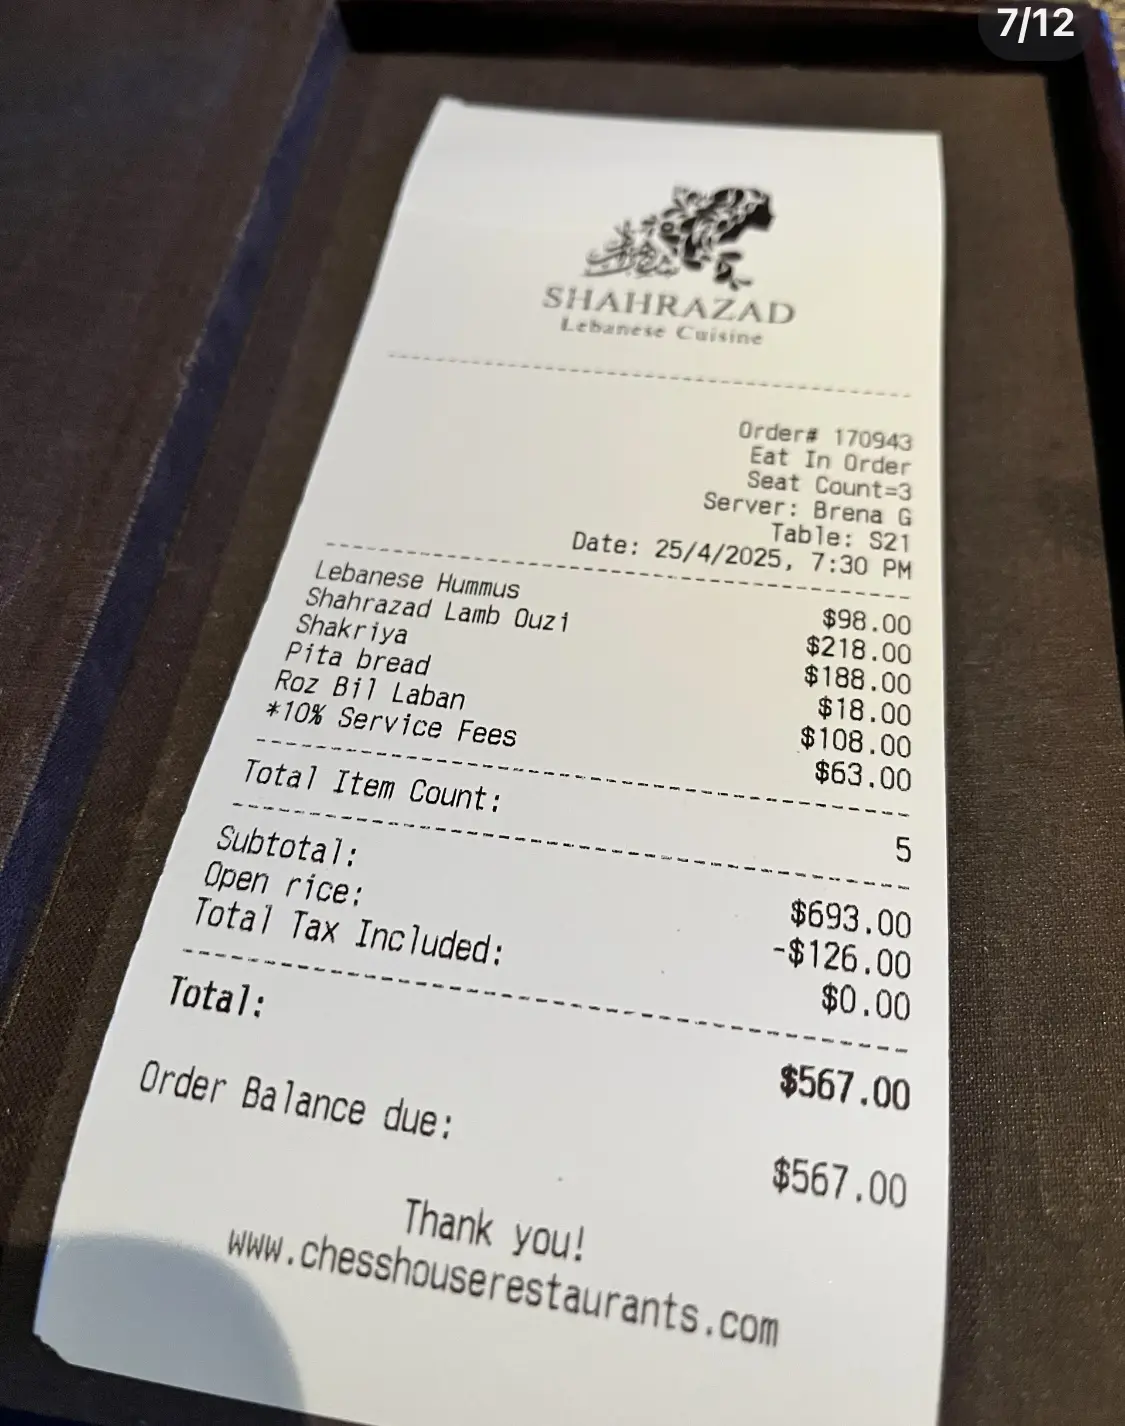 7/12
شهرزاد
SHAHRAZAD
Lebanese Cuisine
Order# 170943
Eat In Order
Seat Count=3
Server: Brena G
Table: S21
Date: 25/4/2025, 7:30 PM
Lebanese Hummus $98.00
Shahrazad Lamb Ouzi $218.00
Shakriya $188.00
Pita bread $18.00
Roz Bil Laban $108.00
*10% Service Fees $63.00
Total Item Count: 5
Subtotal: $693.00
Open rice: -$126.00
Total Tax Included: $0.00
Total: $567.00
Order Balance due: $567.00
Thank you!
www.chesshouserestaurants.com